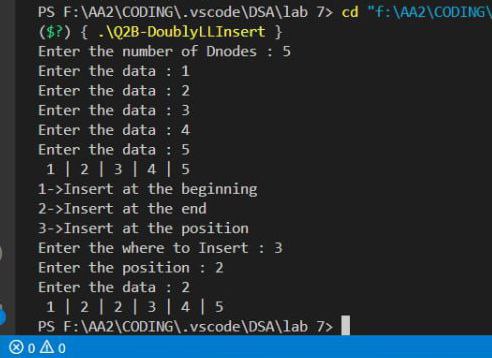 PS F:\AA2\CODING\.vscode\DSA\lab 7> cd "f:\AA2\CODING\
($?) { .\Q2B-DoublyLLInsert }
Enter the number of Dnodes : 5
Enter the data : 1
Enter the data : 2
Enter the data : 3
Enter the data : 4
Enter the data : 5
1 | 2 | 3 | 4 | 5
1->Insert at the beginning
2->Insert at the end
3->Insert at the position
Enter the where to Insert : 3
Enter the position : 2
Enter the data : 2
1 | 2 | 2 | 3 | 4 | 5
PS F:\AA2\CODING\.vscode\DSA\lab 7>
0 0